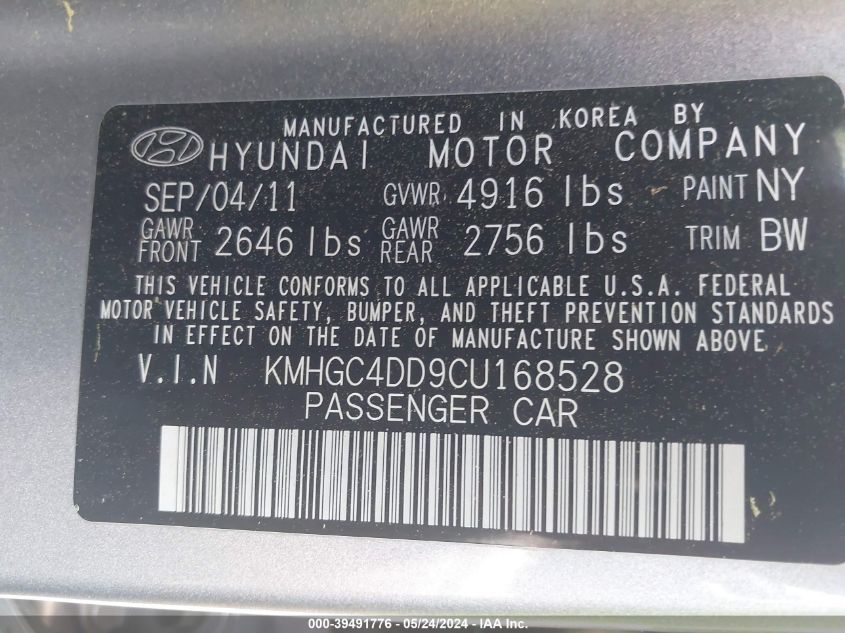 MANUFACTURED IN KOREA BY
HYUNDAI MOTOR COMPANY
SEP/04/11 GVWR 4916 lbs PAINT NY
GAWR FRONT 2646 lbs GAWR REAR 2756 lbs TRIM BW
THIS VEHICLE CONFORMS TO ALL APPLICABLE U.S.A. FEDERAL
MOTOR VEHICLE SAFETY, BUMPER, AND THEFT PREVENTION STANDARDS
IN EFFECT ON THE DATE OF MANUFACTURE SHOWN ABOVE.
V.I.N KMHGC4DD9CU168528
PASSENGER CAR
000-39491776 - 05/24/2024 - IAA Inc.